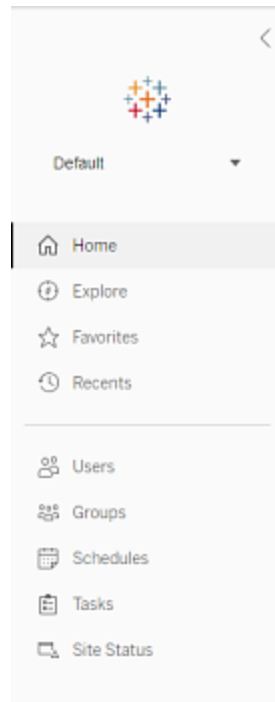 Default
Home
Explore
Favorites
Recents
Users
Groups
Schedules
Tasks
Site Status